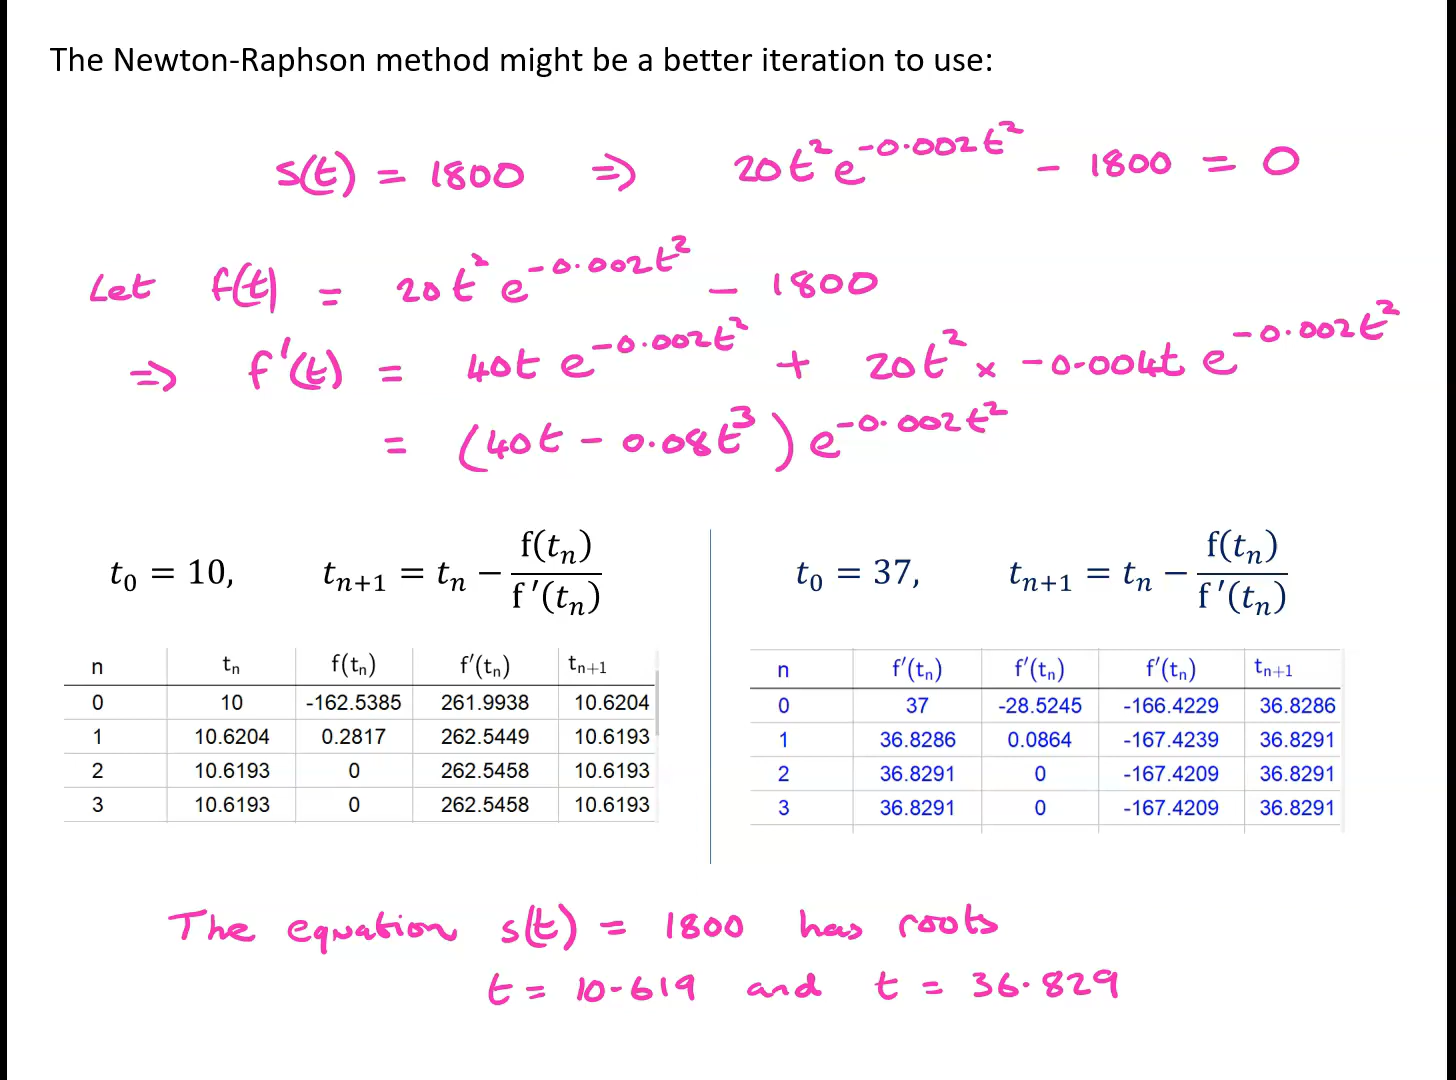 The Newton-Raphson method might be a better iteration to use:
s(t) = 1800 ⇒ 20t²e^{-0.002t²} - 1800 = 0
Let f(t) = 20t²e^{-0.002t²} - 1800
⇒ f'(t) = 40te^{-0.002t²} + 20t² × -0.004t e^{-0.002t²}
= (40t - 0.08t³)e^{-0.002t²}
t₀ = 10, tₙ₊₁ = tₙ − f(tₙ)/f'(tₙ)
n tₙ f(tₙ) f′(tₙ) tₙ₊₁
0 10 -162.5385 261.9938 10.6204
1 10.6204 0.2817 262.5449 10.6193
2 10.6193 0 262.5458 10.6193
3 10.6193 0 262.5458 10.6193
t₀ = 37, tₙ₊₁ = tₙ − f(tₙ)/f'(tₙ)
n f′(tₙ) f′(tₙ) f′(tₙ) tₙ₊₁
0 37 -28.5245 -166.4229 36.8286
1 36.8286 0.0864 -167.4239 36.8291
2 36.8291 0 -167.4209 36.8291
3 36.8291 0 -167.4209 36.8291
The equation s(t) = 1800 has roots
t = 10.619 and t = 36.829